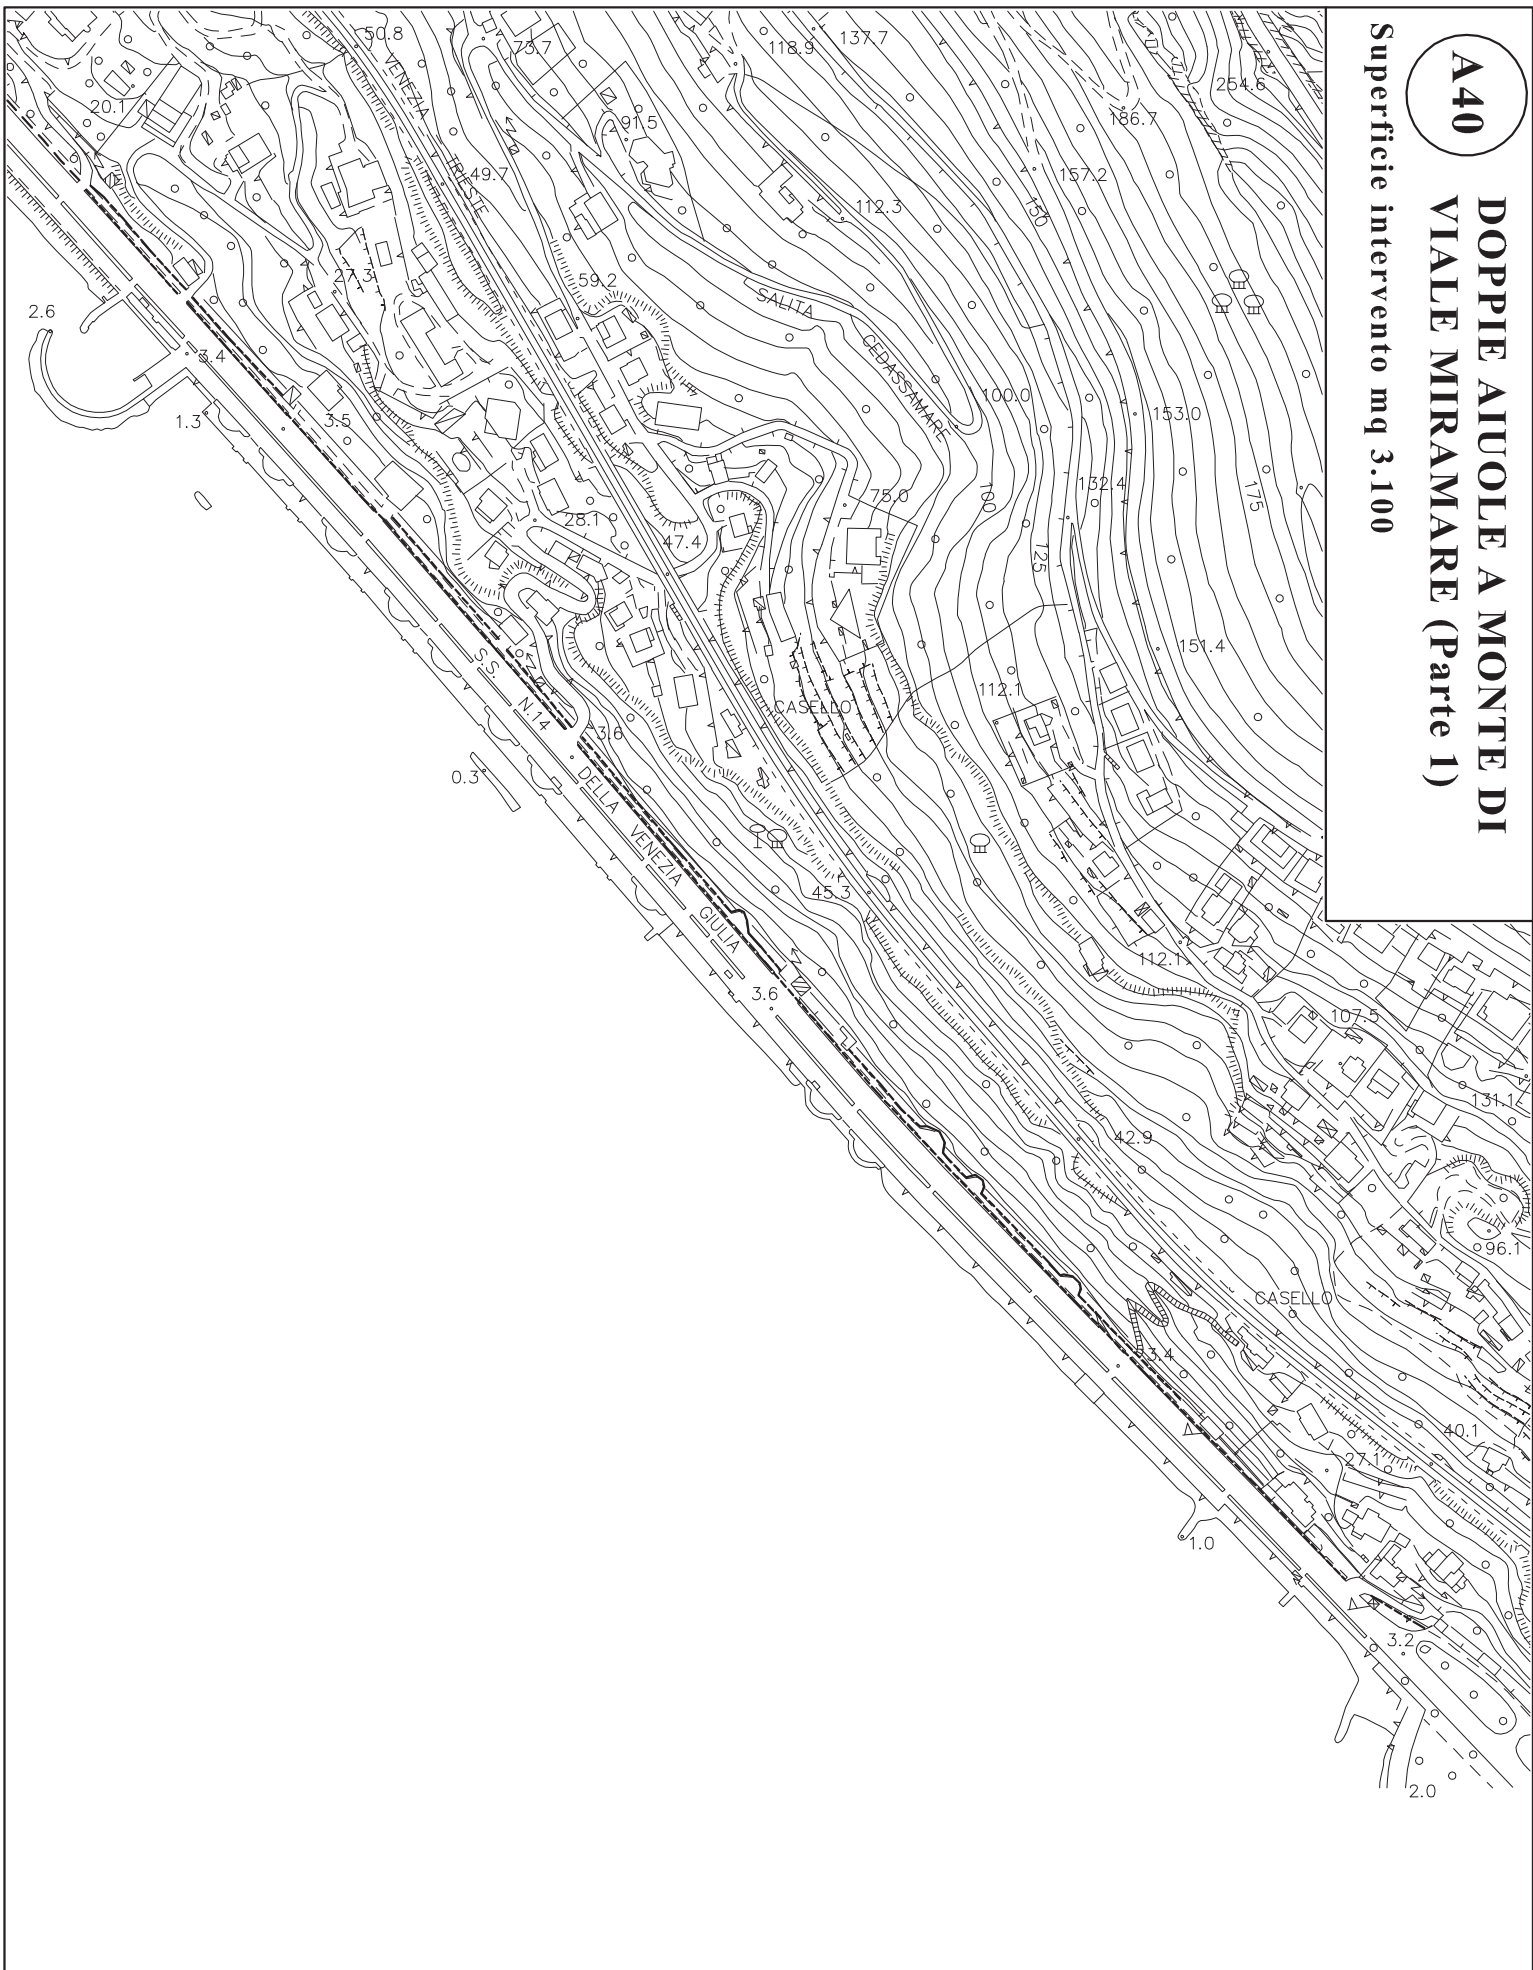 A40
DOPPIE AIUOLE A MONTE DI
VIALE MIRAMARE (Parte 1)
Superficie intervento mq 3.100
50.8
VENEZIA
73.7
118.9
137.7
254.6
20.1
186.7
91.5
49.7
TRIESTE
157.2
112.3
150
27.3
59.2
SALITA
CEDASSAMARE
2.6
3.4
1.3
3.5
100.0
153.0
132.4
175
75.0
100
28.1
47.4
125
151.4
S.S.
N.14
112.1
CASELLO
3.6
0.3
DELLA
VENEZIA
GIULIA
45.3
112.1
3.6
107.5
131.1
42.9
96.1
CASELLO
3.4
40.1
27.1
1.0
3.2
2.0